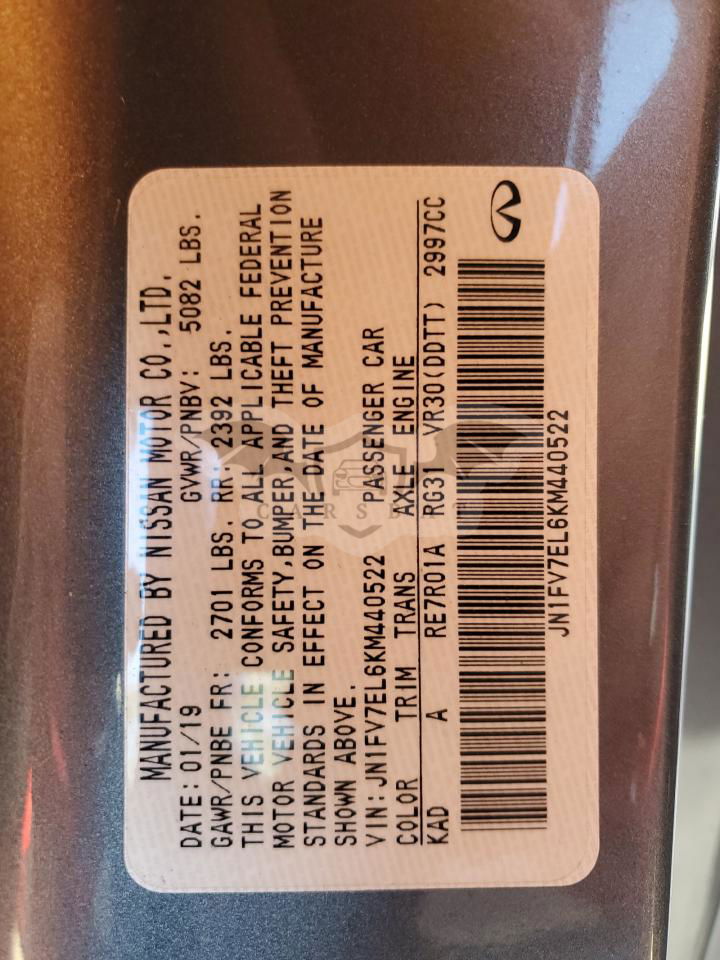 MANUFACTURED BY NISSAN MOTOR CO.,LTD.
DATE: 01/19 GVWR/PNBV: 5082 LBS.
GAWR/PNBE FR: 2701 LBS. RR: 2392 LBS.
THIS VEHICLE CONFORMS TO ALL APPLICABLE FEDERAL
MOTOR VEHICLE SAFETY,BUMPER,AND THEFT PREVENTION
STANDARDS IN EFFECT ON THE DATE OF MANUFACTURE
SHOWN ABOVE.
VIN: JN1FV7EL6KM440522 PASSENGER CAR
COLOR TRIM TRANS AXLE ENGINE
KAD A RE7R01A RG31 VR30(DDTT) 2997CC
JN1FV7EL6KM440522